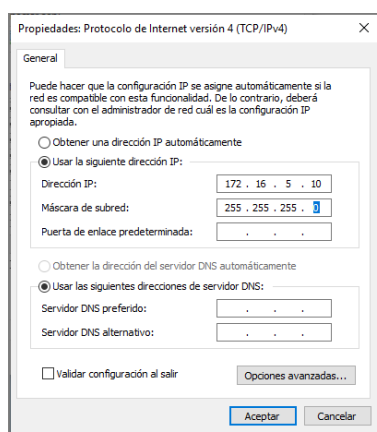 Propiedades: Protocolo de Internet versión 4 (TCP/IPv4)
General
Puede hacer que la configuración IP se asigne automáticamente si la
red es compatible con esta funcionalidad. De lo contrario, deberá
consultar con el administrador de red cuál es la configuración IP
apropiada.
Obtener una dirección IP automáticamente
Usar la siguiente dirección IP:
Dirección IP: 172 . 16 . 5 . 10
Máscara de subred: 255 . 255 . 255 . 0
Puerta de enlace predeterminada: . . .
Obtener la dirección del servidor DNS automáticamente
Usar las siguientes direcciones de servidor DNS:
Servidor DNS preferido: . . .
Servidor DNS alternativo: . . .
Validar configuración al salir Opciones avanzadas...
Aceptar Cancelar